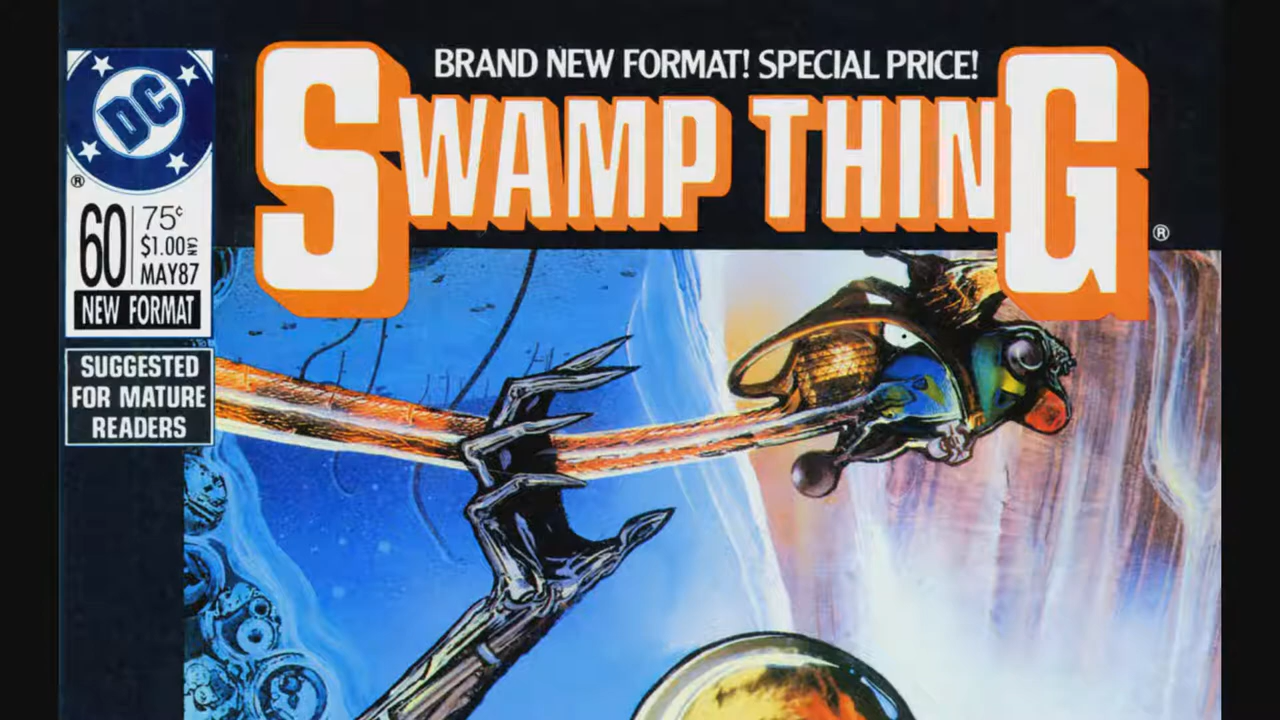 BRAND NEW FORMAT! SPECIAL PRICE!
SWAMP THING
®
DC
®
60
75¢
$1.00 CAN
MAY87
NEW FORMAT
SUGGESTED
FOR MATURE
READERS